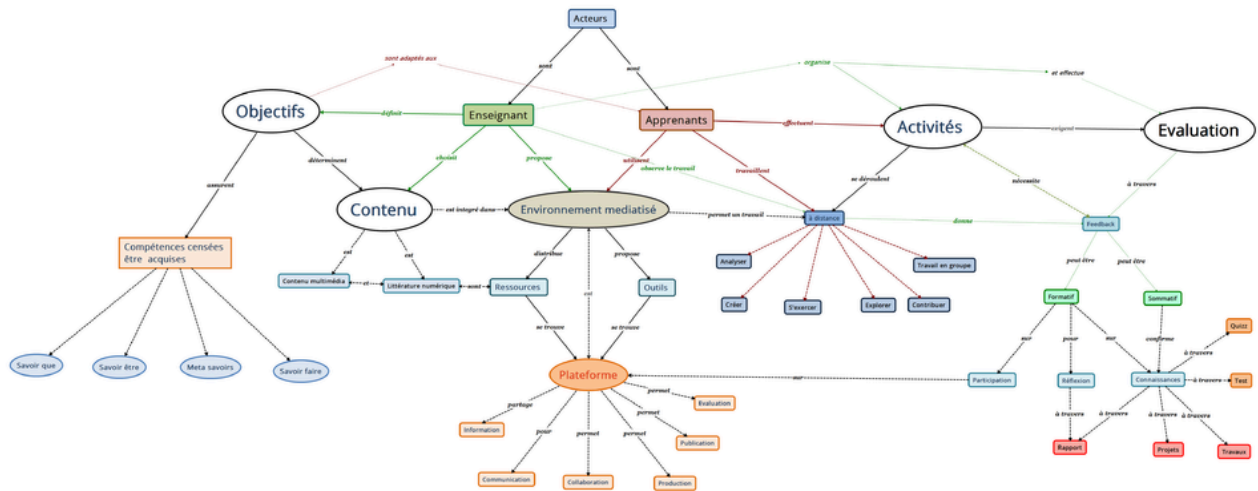 Acteurs
sont
sont
sont adaptés aux
organise
et effectue
Objectifs
définit
Enseignant
Apprenants
effectuent
Activités
exigent
Evaluation
déterminent
choisit
propose
utilisent
observe le travail
travaillent
se déroulent
nécessite
à travers
assurent
Contenu
est integré dans
Environnement mediatisé
permet un travail
à distance
donne
Feedback
Compétences censées
être acquises
est
est
distribue
propose
Analyser
Travail en groupe
peut être
peut être
Contenu multimédia
et
Littérature numérique
sont
Ressources
est
Outils
Créer
S'exercer
Explorer
Contribuer
Formatif
Sommatif
se trouve
se trouve
sur
pour
sur
confirme
Quizz
à travers
Savoir que
Savoir être
Meta savoirs
Savoir faire
Plateforme
sur
Participation
Réflexion
Connaissances
à travers
Test
partage
permet
Evaluation
à travers
à travers
à travers
à travers
Information
pour
permet
permet
permet
Publication
Rapport
Projets
Travaux
Communication
Collaboration
Production